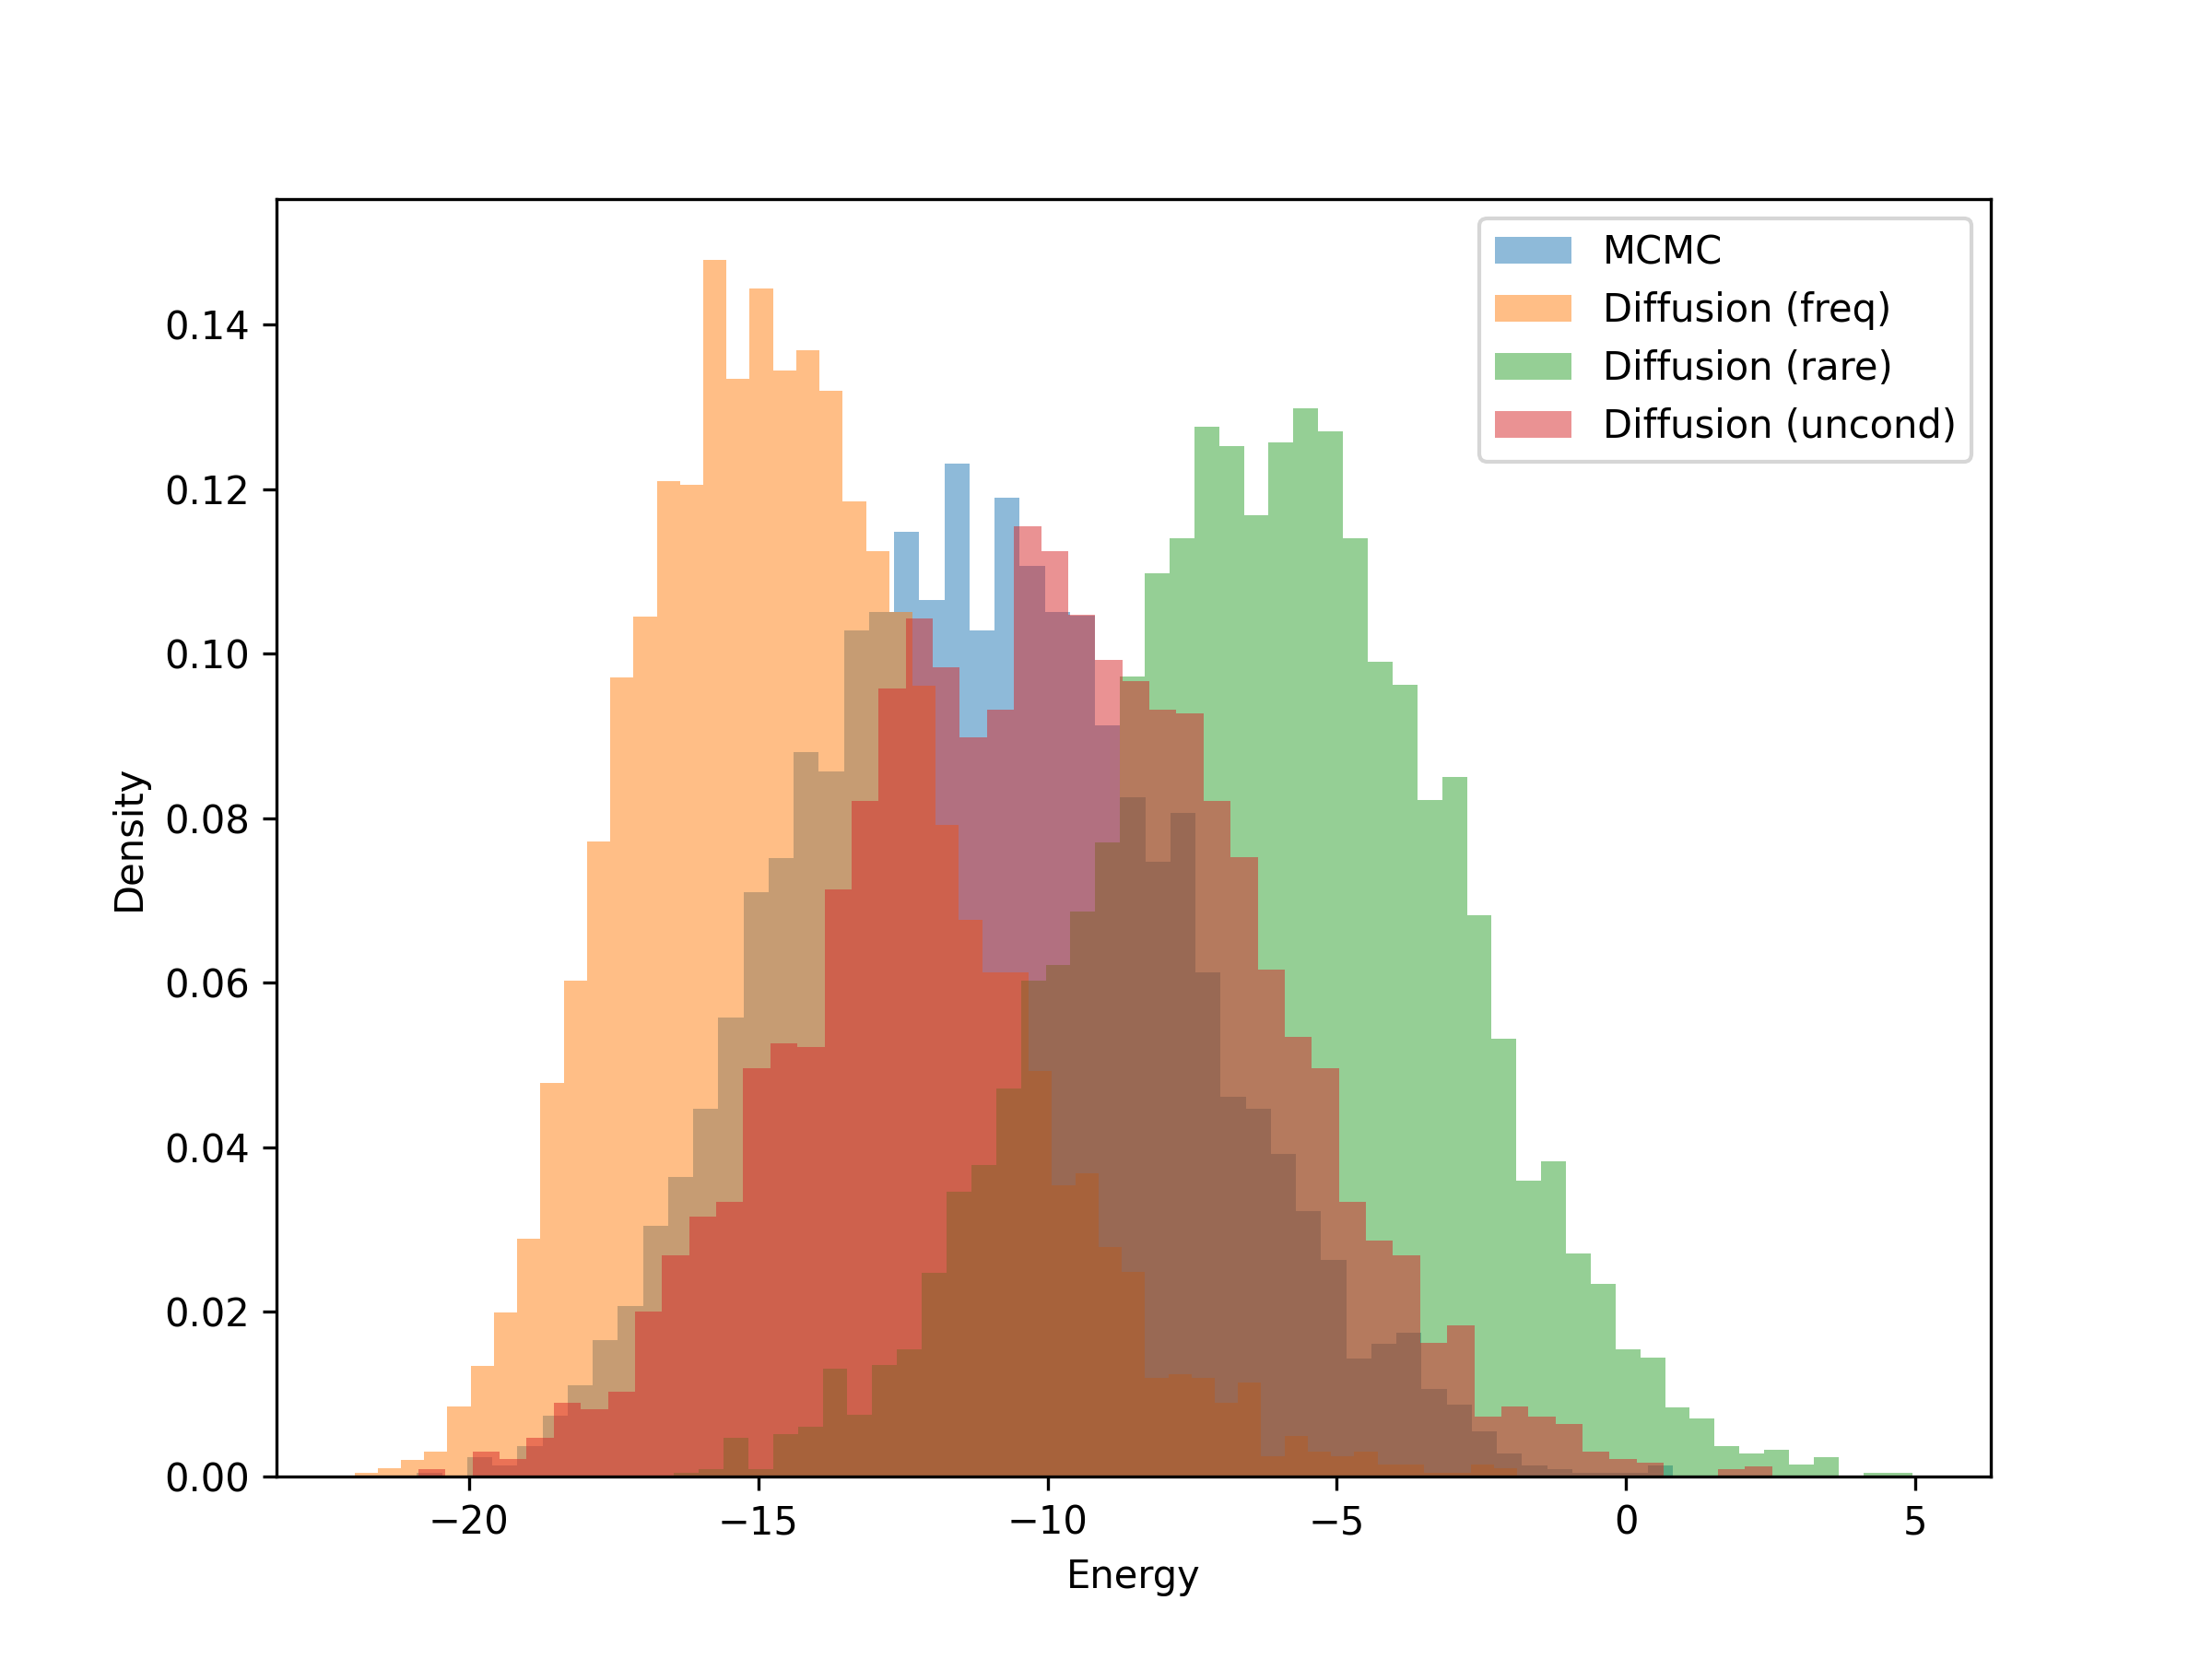 MCMC
Diffusion (freq)
Diffusion (rare)
Diffusion (uncond)
0.14
0.12
0.10
0.08
0.06
0.04
0.02
0.00
Density
−20 −15 −10 −5 0 5
Energy